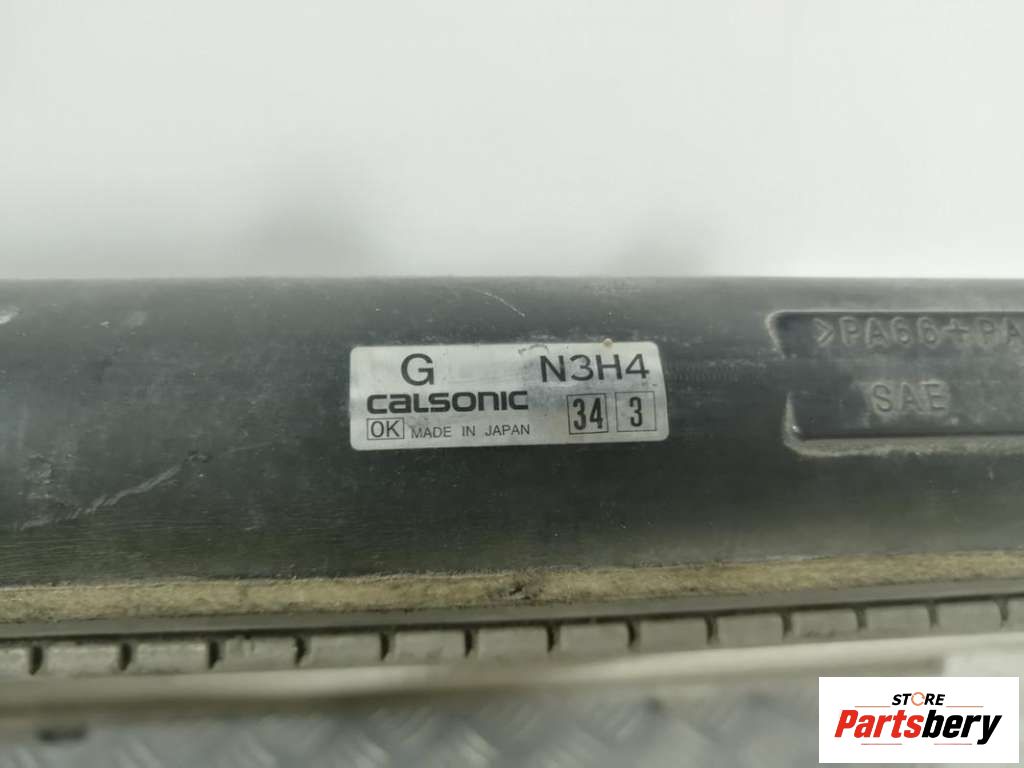 G N3H4
CALSONIC 34 3
OK MADE IN JAPAN
>PA66+PA
SAE
STORE
Partsbery